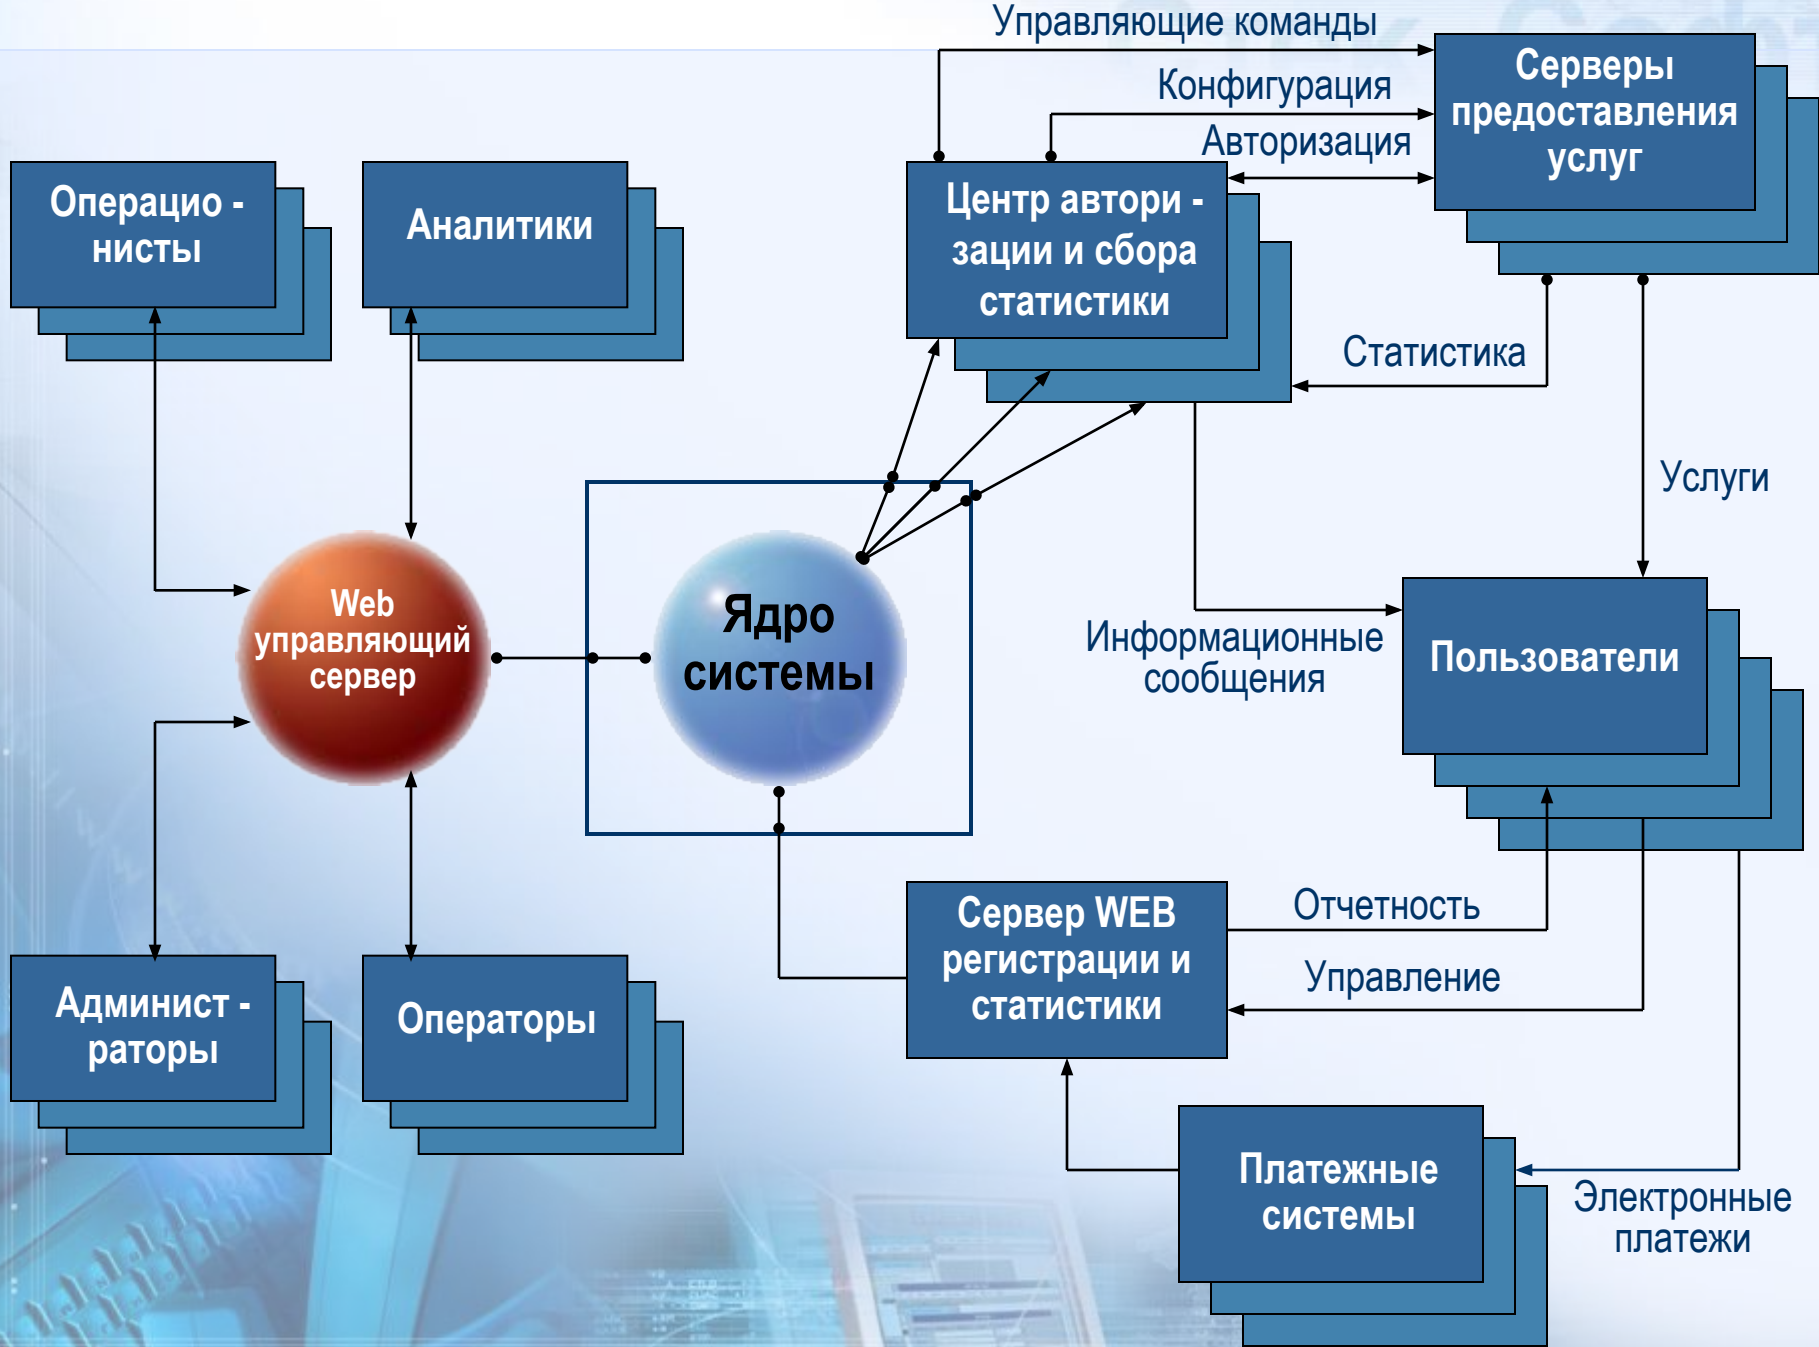 Управляющие команды
Конфигурация
Авторизация
Серверы
предоставления
услуг
Операцио -
нисты
Аналитики
Центр автори -
зации и сбора
статистики
Статистика
Услуги
Web
управляющий
сервер
Ядро
системы
Информационные
сообщения
Пользователи
Сервер WEB
регистрации и
статистики
Отчетность
Управление
Админист -
раторы
Операторы
Платежные
системы
Электронные
платежи